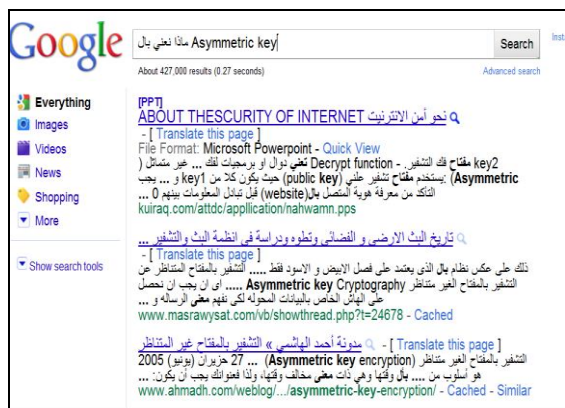 Google
ماذا نعني بال Asymmetric key
Search
About 427,000 results (0.27 seconds)
Advanced search
Everything
Images
Videos
News
Shopping
More
Show search tools
[PPT]
ABOUT THESCURITY OF INTERNET نحو أمن الانترنيت
- [ Translate this page ]
File Format: Microsoft Powerpoint - Quick View
key2 مفتاح فك التشفير. - Decrypt function تعني دوال او برمجيات لفك ... غير متماثل (
Asymmetric) :يستخدم مفتاح تشفير علني (public key) حيث يكون كلا من key1 و ... يجب
التأكد من معرفة هوية المتصل بال(website) قبل تبادل المعلومات بينهم 0 ...
kuiraq.com/attdc/appllication/nahwamn.pps
تاريخ البث الارضى و الفضائى وتطوه ودراسة فى انظمة البث والتشفير ...
- [ Translate this page ]
ذلك على عكس نظام بال الذى يعتمد على فصل الابيض و الاسود فقط ..... التشفير بالمفتاح المتناظر عن
التشفير بالمفتاح الغير متناظر Asymmetric key Cryptography ..... اى ان يجب ان نحصل
على الهاش الخاص بالبيانات المحوله لكى نفهم معنى الرساله و ...
www.masrawysat.com/vb/showthread.php?t=24678 - Cached
مدونة أحمد الهاشمي » التشفير بالمفتاح غير المتناظر - [ Translate this page ]
التشفير بالمفتاح الغير متناظر (Asymmetric key encryption) ... 27 حزيران (يونيو) 2005
هو أسلوب من .... بأل وقتها وهي ذات معنى مخالف وقتها، ولذا فعنوانك يجب أن يكون: ...
www.ahmadh.com/weblog/.../asymmetric-key-encryption/ - Cached - Similar